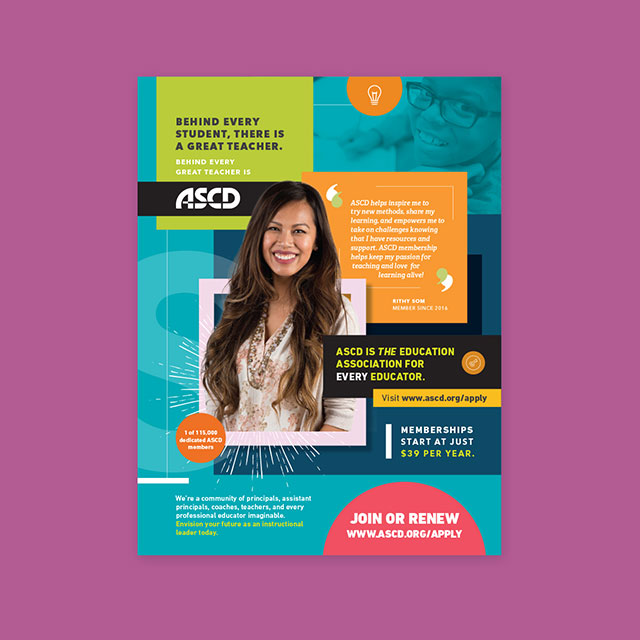 BEHIND EVERY
STUDENT, THERE IS
A GREAT TEACHER.
BEHIND EVERY
GREAT TEACHER IS
ASCD
ASCD helps inspire me to
try new methods, share my
learning, and empowers me to
take on challenges knowing
that I have resources and
support. ASCD membership
helps keep my passion for
teaching and love for
learning alive!
RITHY SOM
MEMBER SINCE 2016
ASCD IS THE EDUCATION
ASSOCIATION FOR
EVERY EDUCATOR.
Visit www.ascd.org/apply
1 of 115,000
dedicated ASCD
members
MEMBERSHIPS
START AT JUST
$39 PER YEAR.
We're a community of principals, assistant
principals, coaches, teachers, and every
professional educator imaginable.
Envision your future as an instructional
leader today.
JOIN OR RENEW
WWW.ASCD.ORG/APPLY